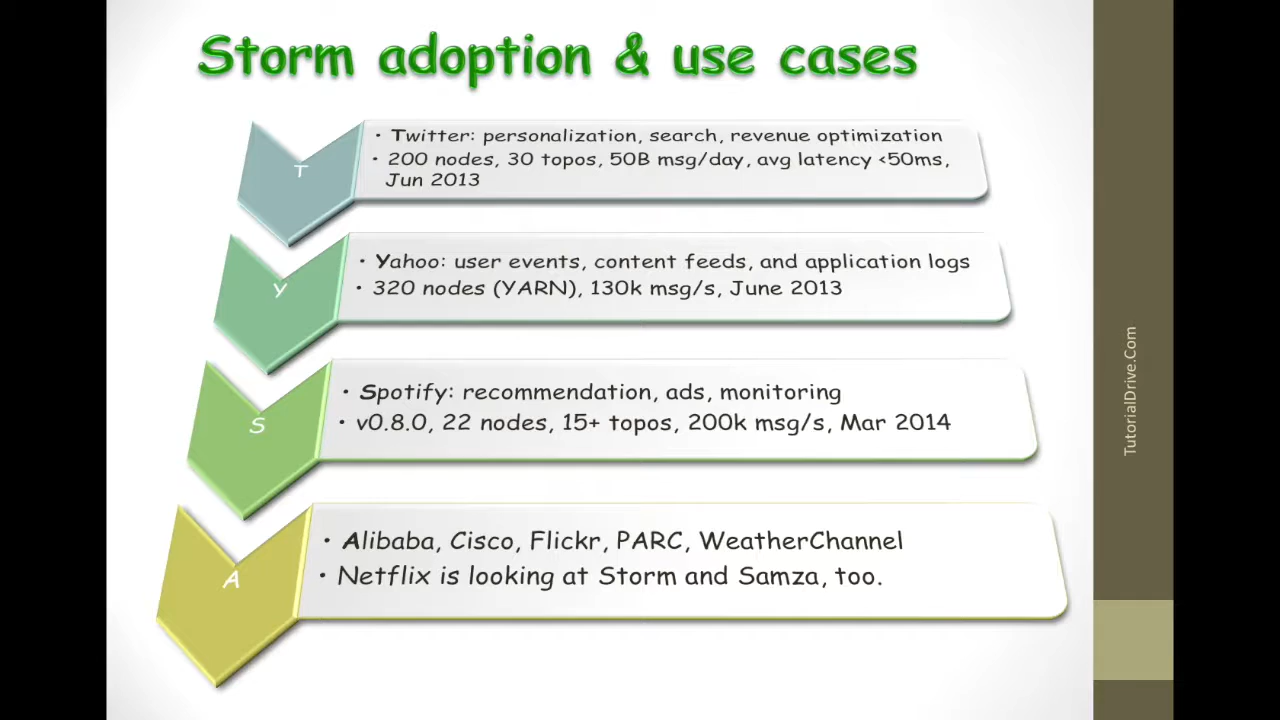 Storm adoption & use cases
T
• Twitter: personalization, search, revenue optimization
• 200 nodes, 30 topos, 50B msg/day, avg latency <50ms,
Jun 2013
Y
• Yahoo: user events, content feeds, and application logs
• 320 nodes (YARN), 130k msg/s, June 2013
S
• Spotify: recommendation, ads, monitoring
• v0.8.0, 22 nodes, 15+ topos, 200k msg/s, Mar 2014
A
• Alibaba, Cisco, Flickr, PARC, WeatherChannel
• Netflix is looking at Storm and Samza, too.
TutorialDrive.Com